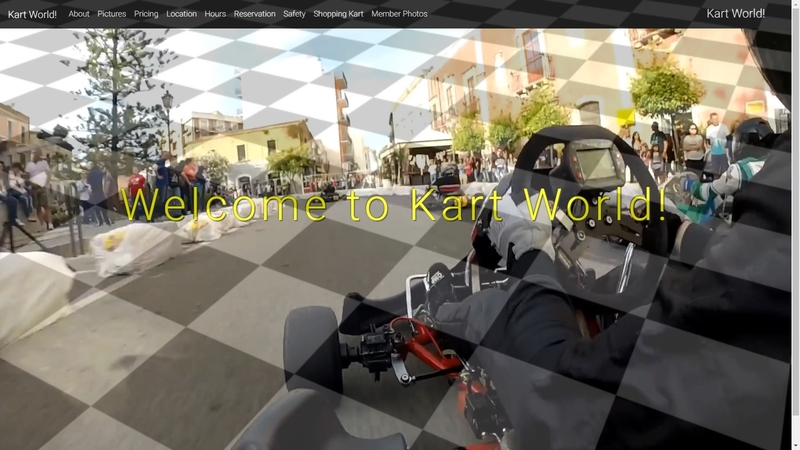 Kart World! About Pictures Pricing Location Hours Reservation Safety Shopping Kart Member Photos Kart World!
Welcome to Kart World!